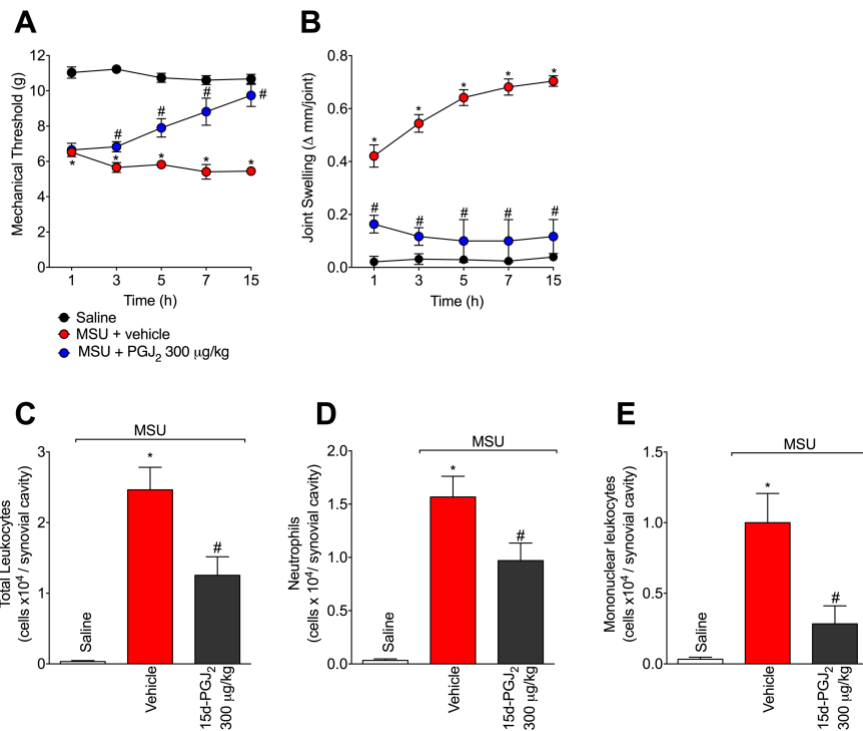 A
Mechanical Threshold (g)
12
10
8
6
4
2
0
*
*
*
*
*
#
#
#
#
1 3 5 7 15
Time (h)
Saline
MSU + vehicle
MSU + PGJ2 300 μg/kg
B
Joint Swelling (Δ mm/joint)
0.8
0.6
0.4
0.2
0.0
*
*
*
*
*
# # # # #
1 3 5 7 15
Time (h)
C
MSU
Total Leukocytes
(cells x10⁴ / synovial cavity)
3
2
1
0
*
#
Saline
Vehicle
15d-PGJ2
300 μg/kg
D
MSU
Neutrophils
(cells x 10⁴/ synovial cavity)
2.0
1.5
1.0
0.5
0.0
*
#
Saline
Vehicle
15d-PGJ2
300 μg/kg
E
MSU
Mononuclear leukocytes
(cells x10⁴ / synovial cavity)
1.5
1.0
0.5
0.0
*
#
Saline
Vehicle
15d-PGJ2
300 μg/kg